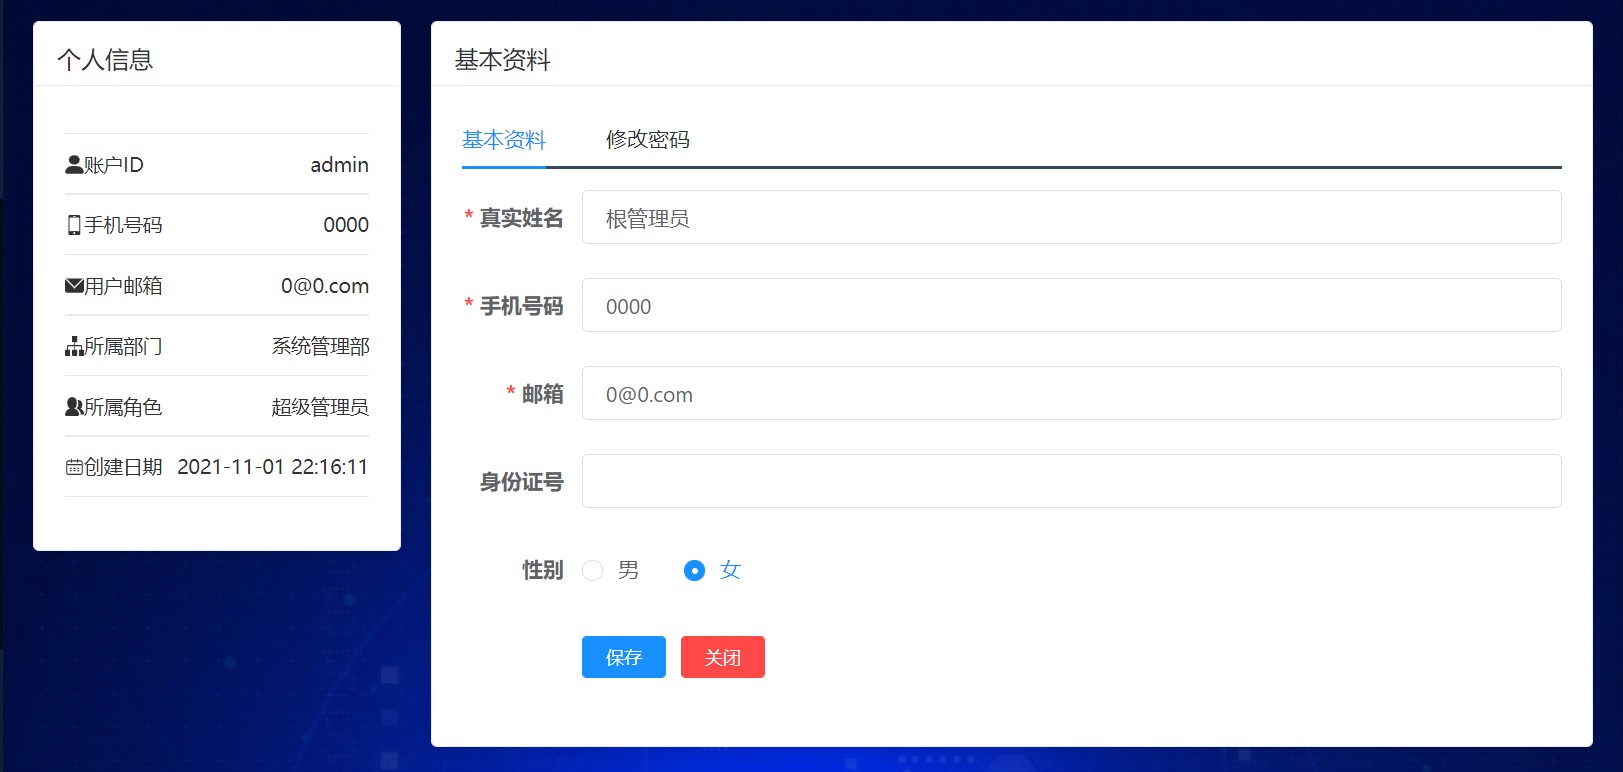 个人信息
账户ID admin
手机号码 0000
用户邮箱 0@0.com
所属部门 系统管理部
所属角色 超级管理员
创建日期 2021-11-01 22:16:11
基本资料
基本资料 修改密码
* 真实姓名 根管理员
* 手机号码 0000
* 邮箱 0@0.com
身份证号
性别 男 女
保存 关闭